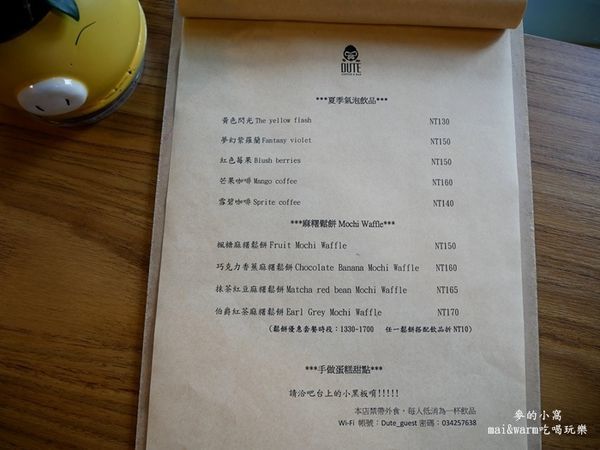 DUTE
COFFEE & BAR
***夏季氣泡飲品***
黃色閃光 The yellow flash NT130
夢幻紫羅蘭 Fantasy violet NT150
紅色莓果 Blush berries NT150
芒果咖啡 Mango coffee NT160
雪碧咖啡 Sprite coffee NT140
***麻糬鬆餅 Mochi Waffle***
楓糖麻糬鬆餅 Fruit Mochi Waffle NT150
巧克力香蕉麻糬鬆餅 Chocolate Banana Mochi Waffle NT160
抹茶紅豆麻糬鬆餅 Matcha red bean Mochi Waffle NT165
伯爵紅茶麻糬鬆餅 Earl Grey Mochi Waffle NT170
(鬆餅優惠套餐時段：1330-1700 任一鬆餅搭配飲品折 NT10)
***手做蛋糕甜點***
請洽吧台上的小黑板唷!!!!!
本店禁帶外食，每人低消為一杯飲品
Wi-Fi 帳號：Dute_guest 密碼：034257638
麥的小窩
mai&warm吃喝玩樂